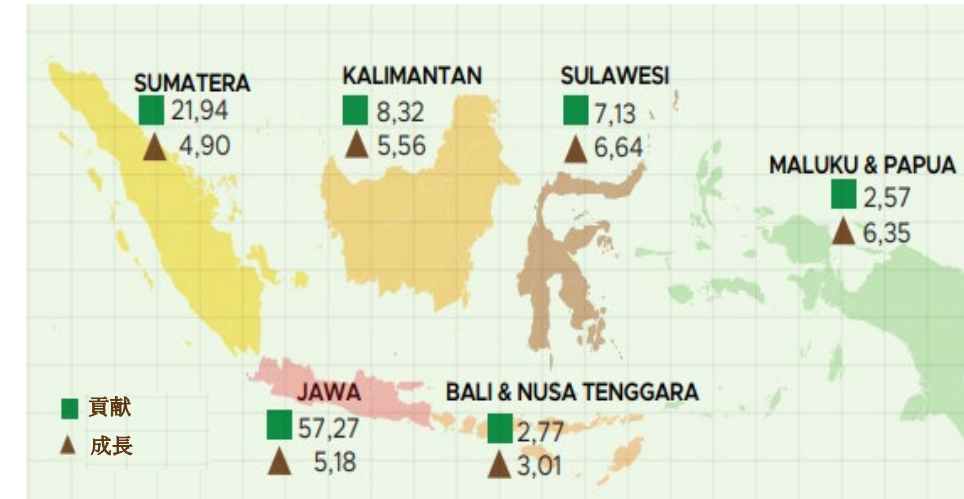 SUMATERA
21,94
4,90
KALIMANTAN
8,32
5,56
SULAWESI
7,13
6,64
MALUKU & PAPUA
2,57
6,35
JAWA
57,27
5,18
BALI & NUSA TENGGARA
2,77
3,01
貢献
成長